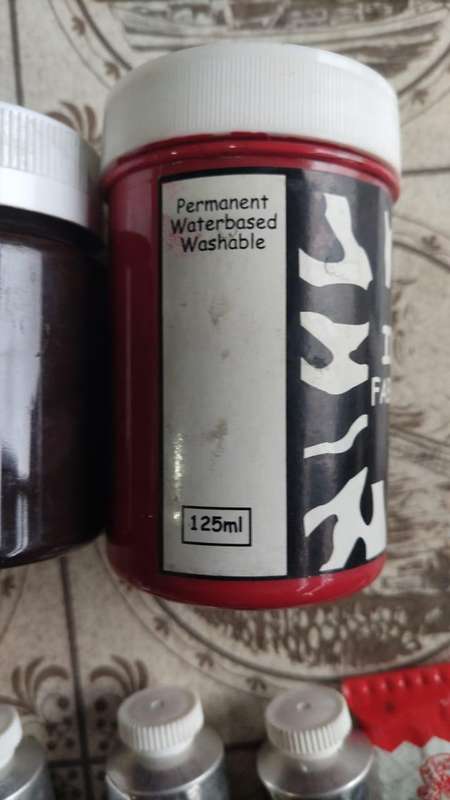 Permanent
Waterbased
Washable
125ml